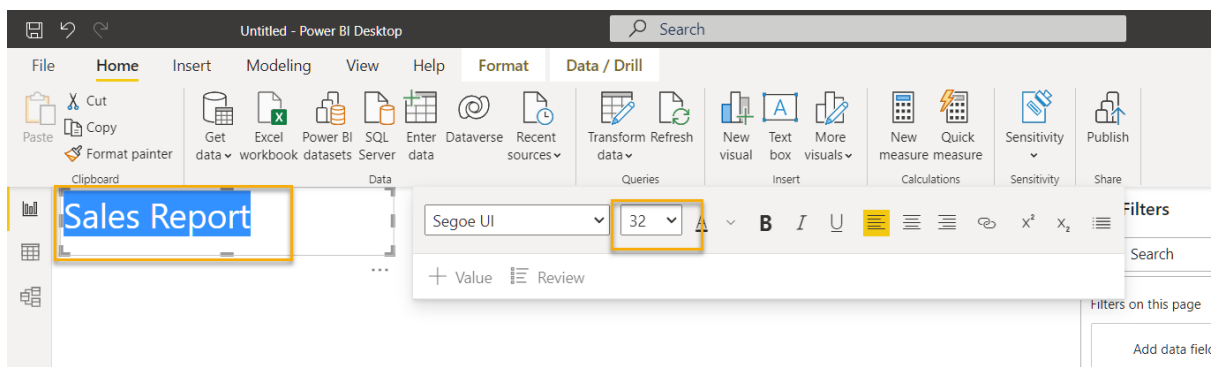 Untitled - Power BI Desktop
Search
File Home Insert Modeling View Help Format Data / Drill
Paste
Cut
Copy
Format painter
Clipboard
Get data
Excel workbook
Power BI datasets
SQL Server
Enter data
Dataverse
Recent sources
Data
Transform data
Refresh
Queries
New visual
Text box
More visuals
Insert
New measure
Quick measure
Calculations
Sensitivity
Sensitivity
Publish
Share
Sales Report
Segoe UI 32 A B I U x² x₂
Value Review
Filters
Search
Filters on this page
Add data fiel